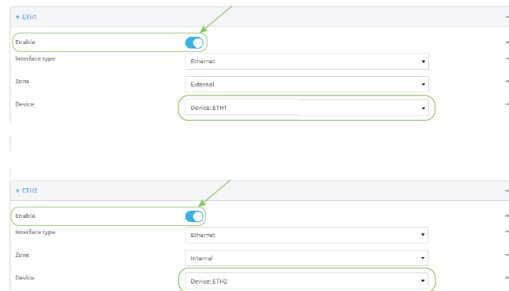 ▾ ETH1
Enable
Interface type Ethernet
Zone External
Device Device: ETH1
▾ ETH2
Enable
Interface type Ethernet
Zone Internal
Device Device: ETH2